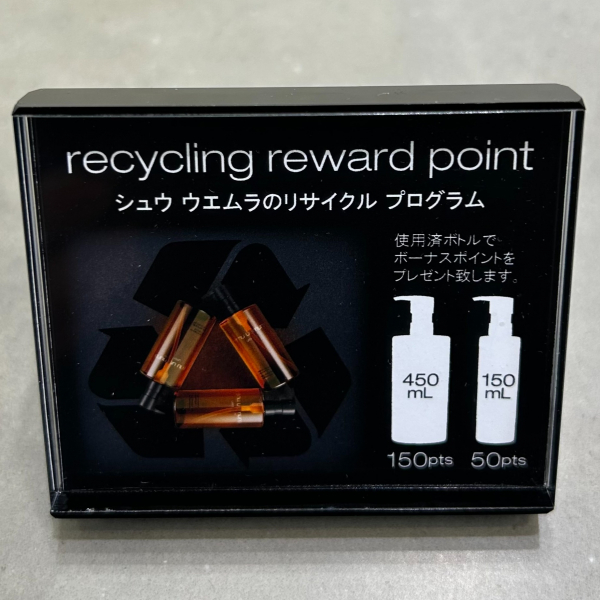 recycling reward point
シュウ ウエムラのリサイクル プログラム
使用済ボトルで
ボーナスポイントを
プレゼント致します。
450
mL
150
mL
150pts
50pts